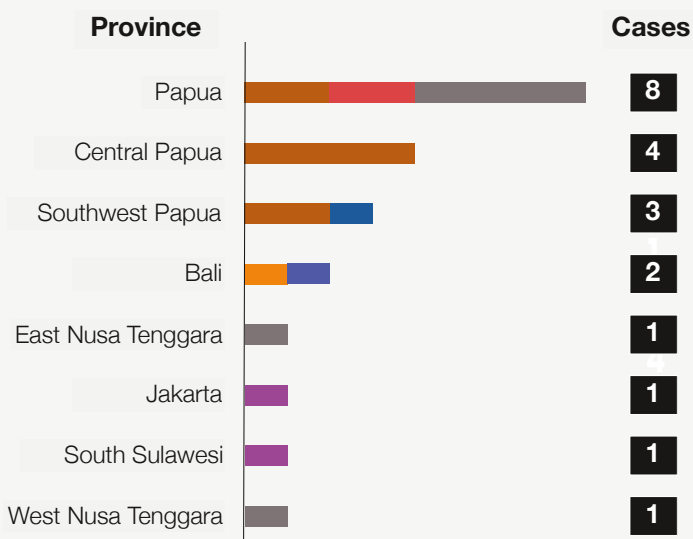 Province Cases
Papua 8
Central Papua 4
Southwest Papua 3
Bali 2
East Nusa Tenggara 1
Jakarta 1
South Sulawesi 1
West Nusa Tenggara 1